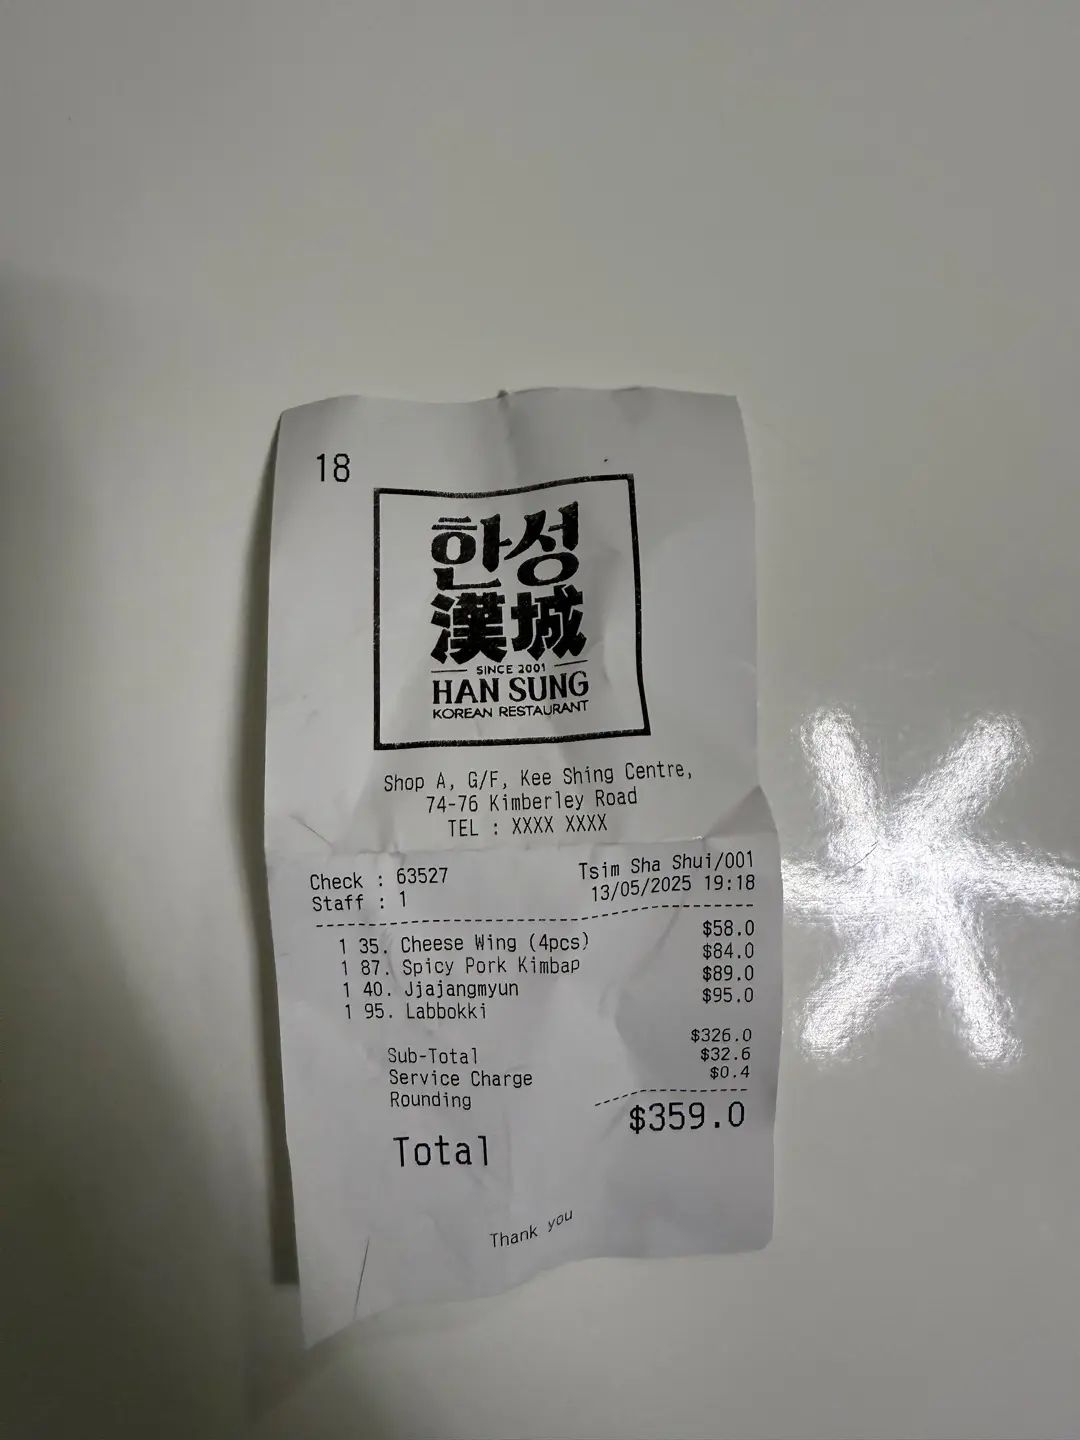 18
한성
漢城
SINCE 2001
HAN SUNG
KOREAN RESTAURANT
Shop A, G/F, Kee Shing Centre,
74-76 Kimberley Road
TEL : XXXX XXXX
Check : 63527 Tsim Sha Shui/001
Staff : 1 13/05/2025 19:18
1 35. Cheese Wing (4pcs) $58.0
1 87. Spicy Pork Kimbap $84.0
1 40. Jjajangmyun $89.0
1 95. Labbokki $95.0
Sub-Total $326.0
Service Charge $32.6
Rounding $0.4
Total $359.0
Thank you